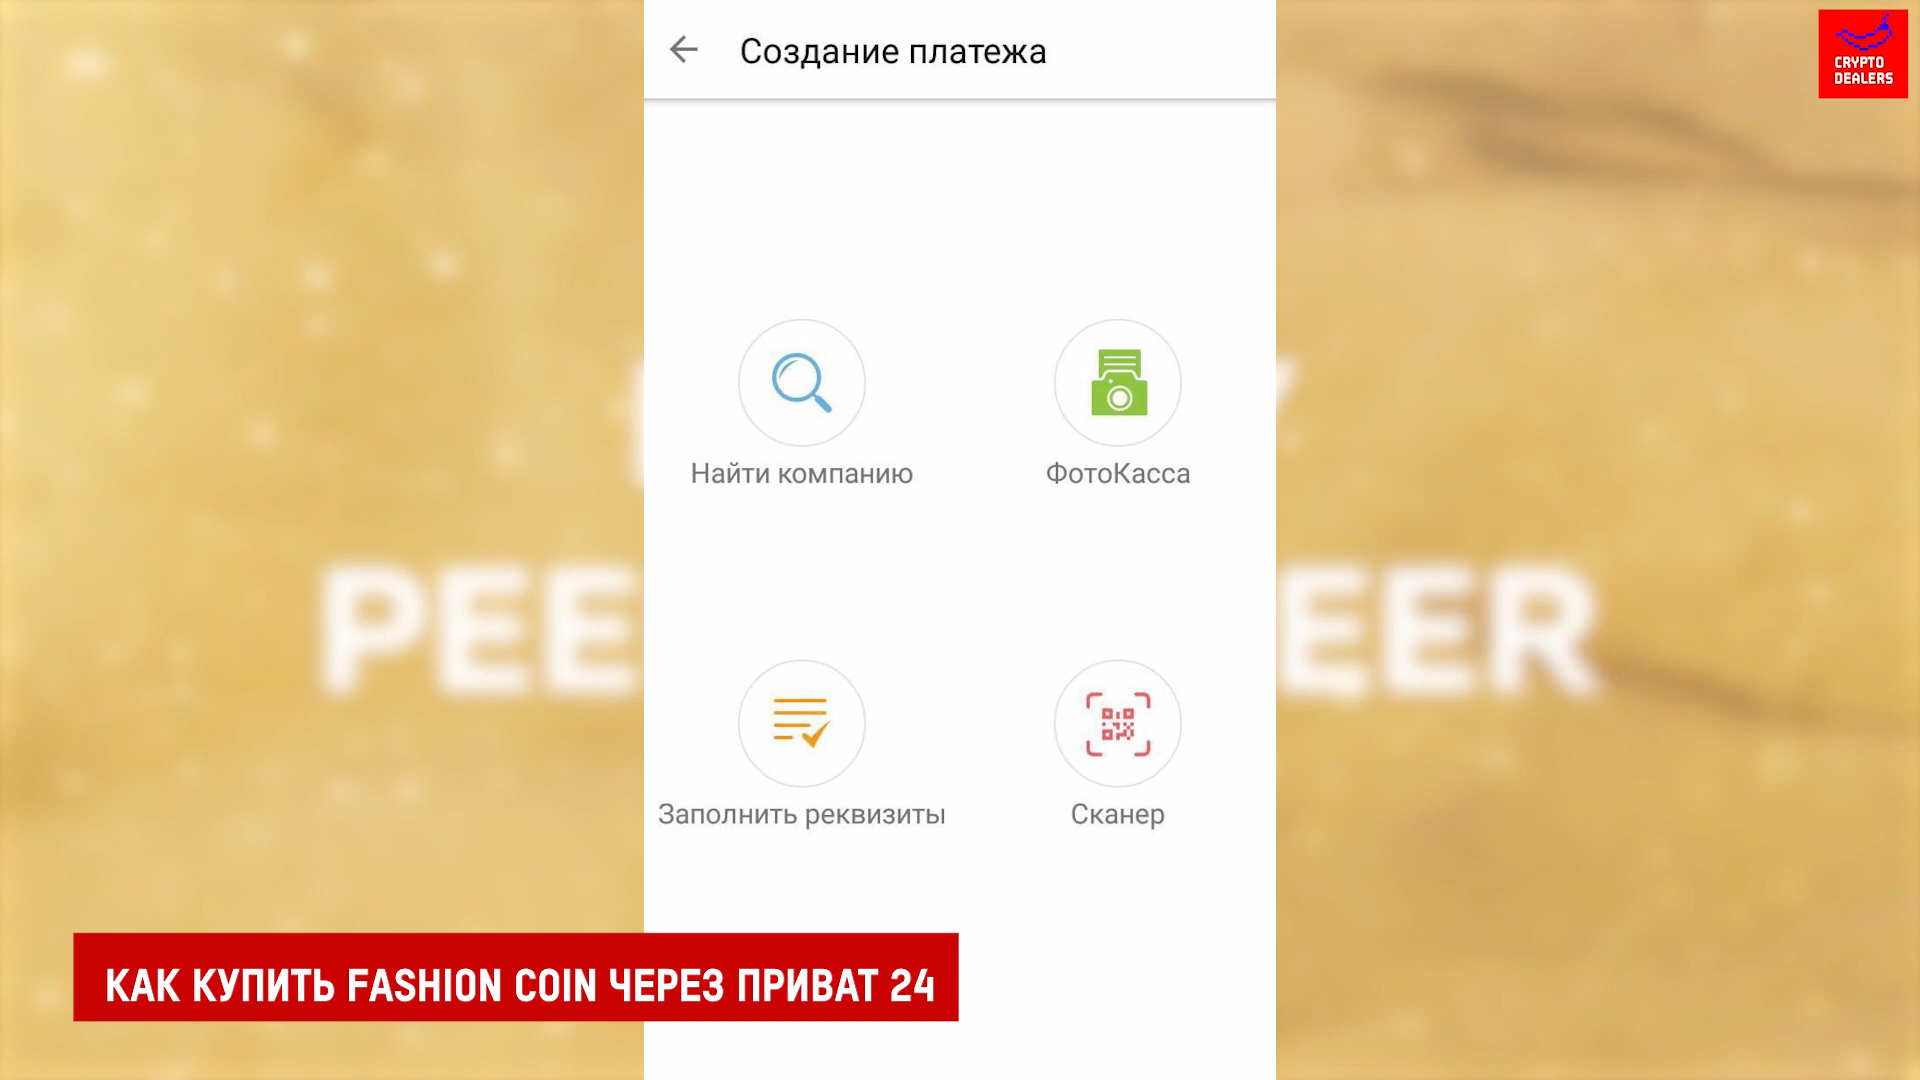 Создание платежа
CRYPTO
DEALERS
Найти компанию
ФотоКасса
Заполнить реквизиты
Сканер
КАК КУПИТЬ FASHION COIN ЧЕРЕЗ ПРИВАТ 24